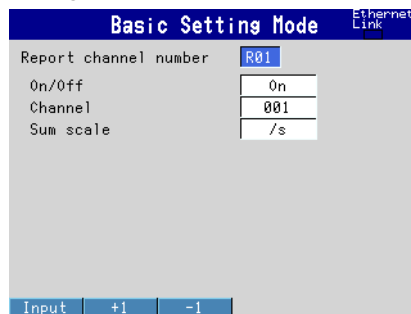 Basic Setting Mode
Ethernet
Link
Report channel number R01
On/Off On
Channel 001
Sum scale /s
Input +1 -1